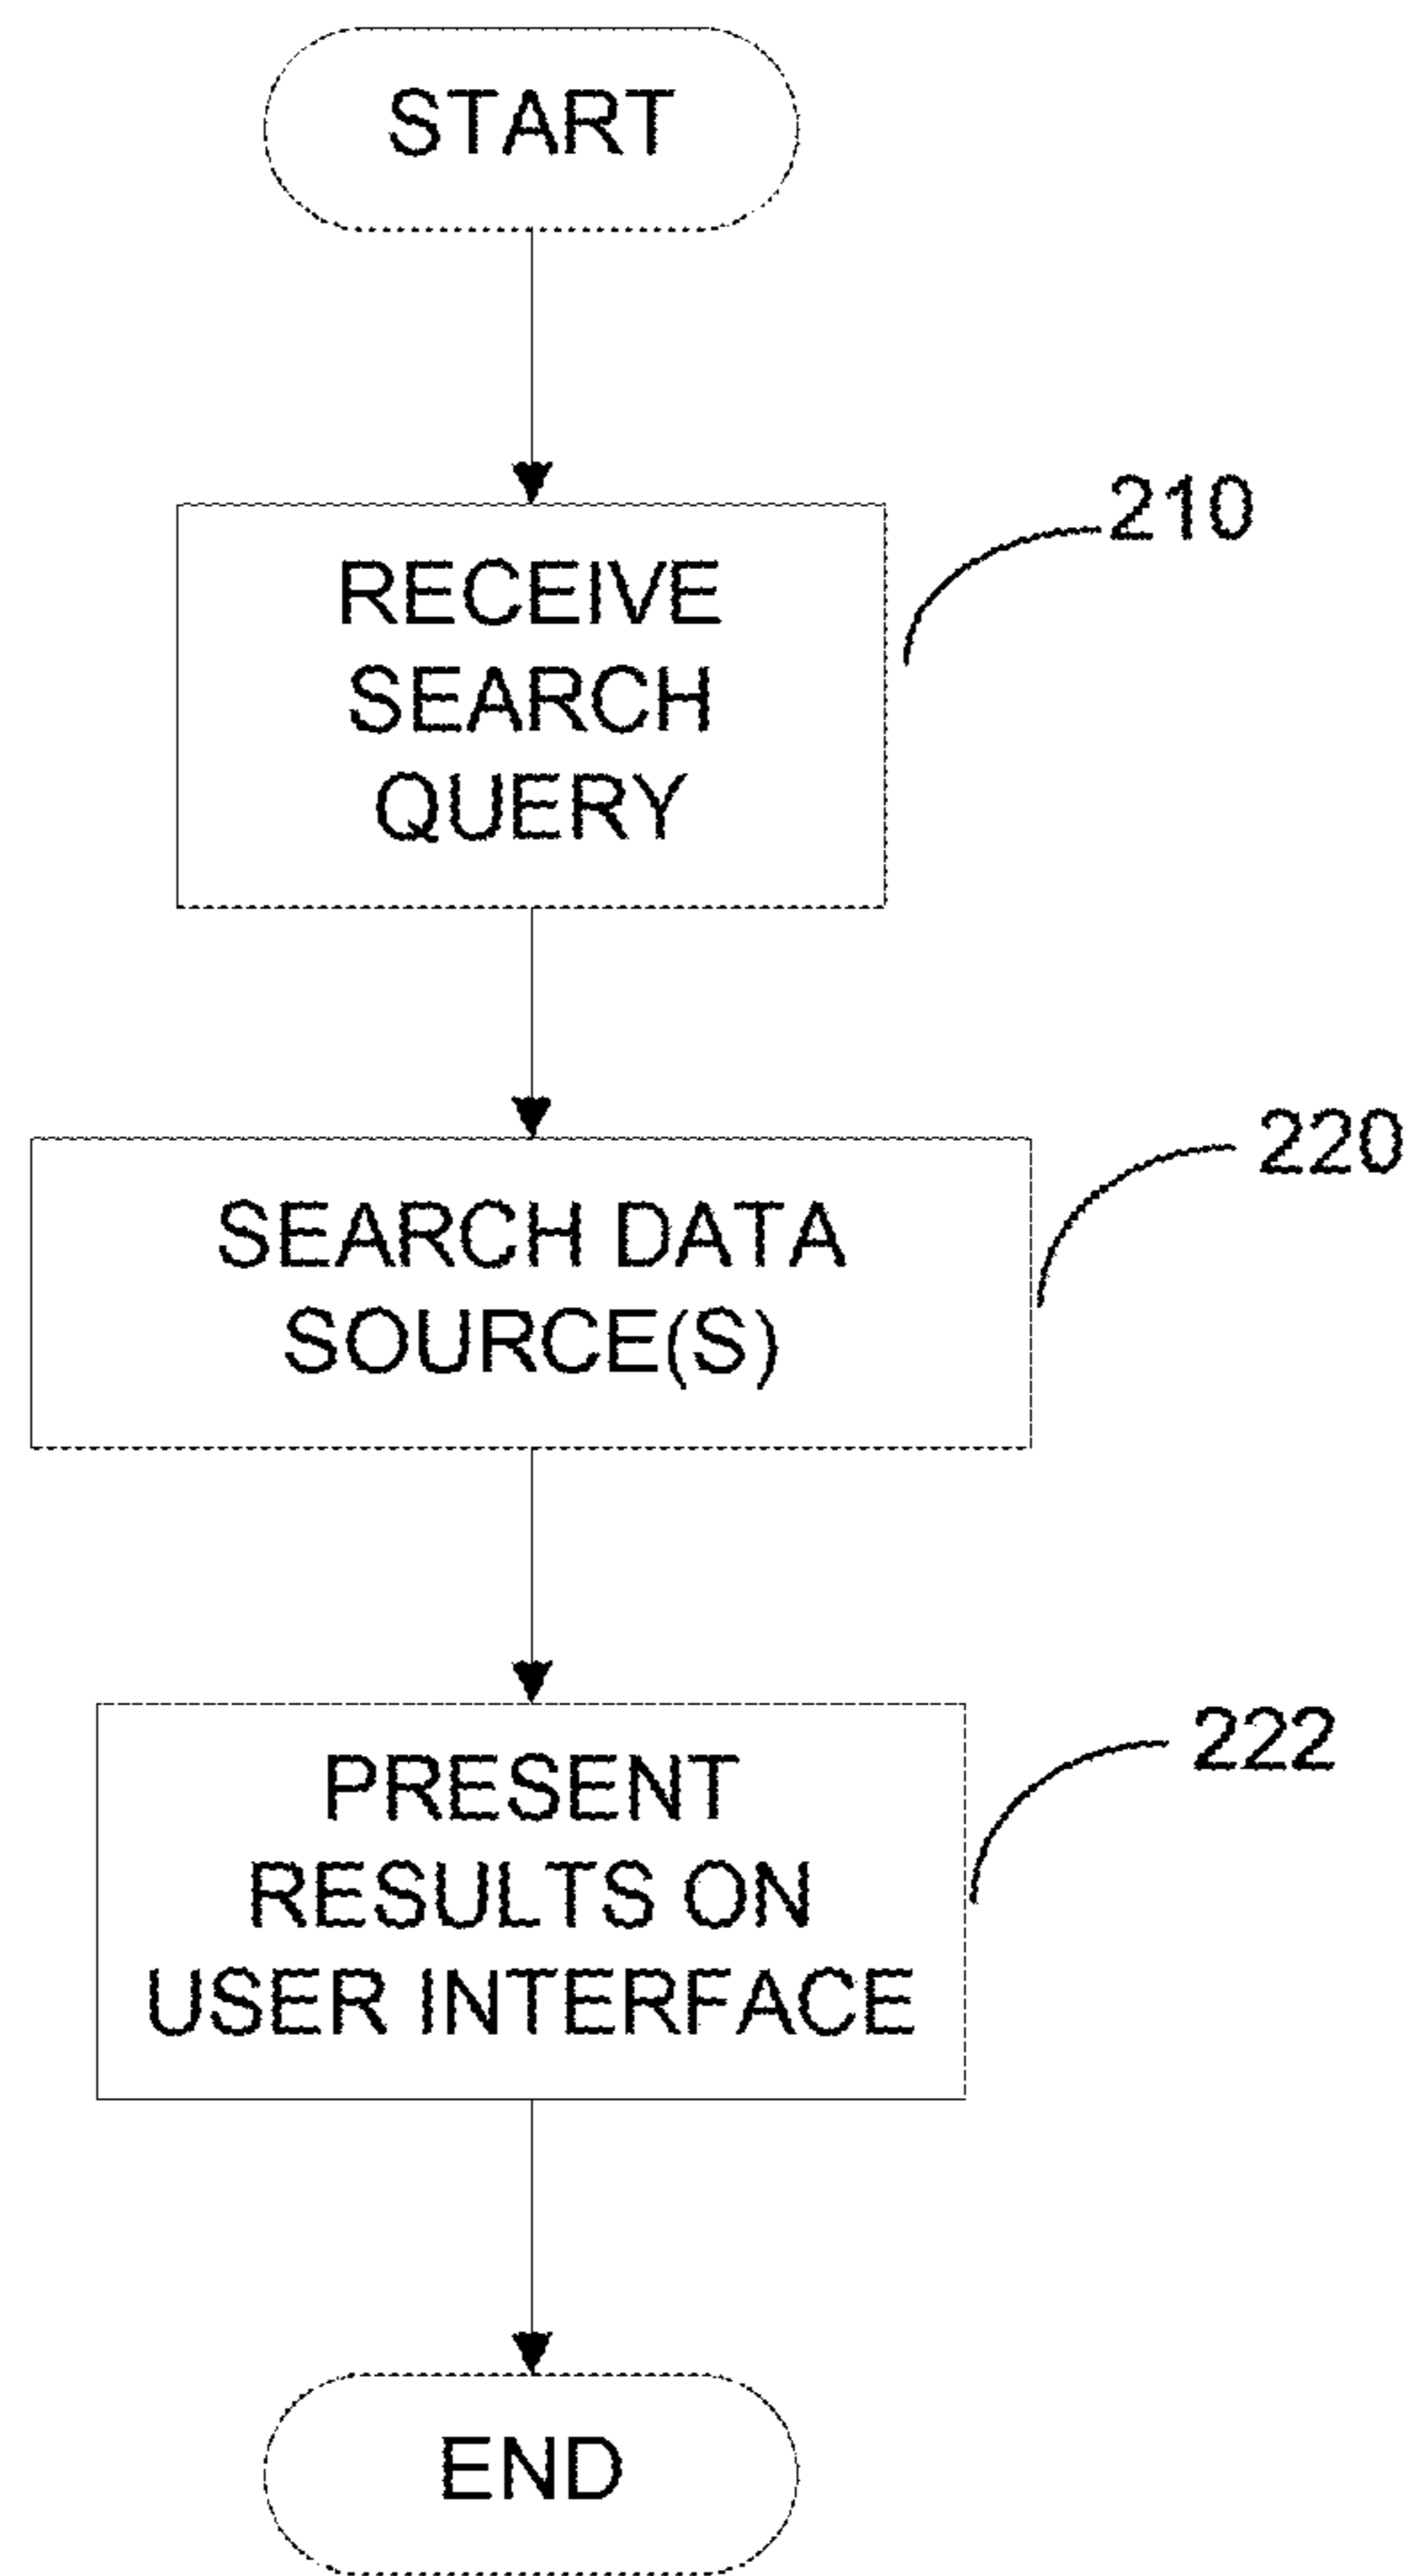 START
210
RECEIVE
SEARCH
QUERY
220
SEARCH DATA
SOURCE(S)
222
PRESENT
RESULTS ON
USER INTERFACE
END